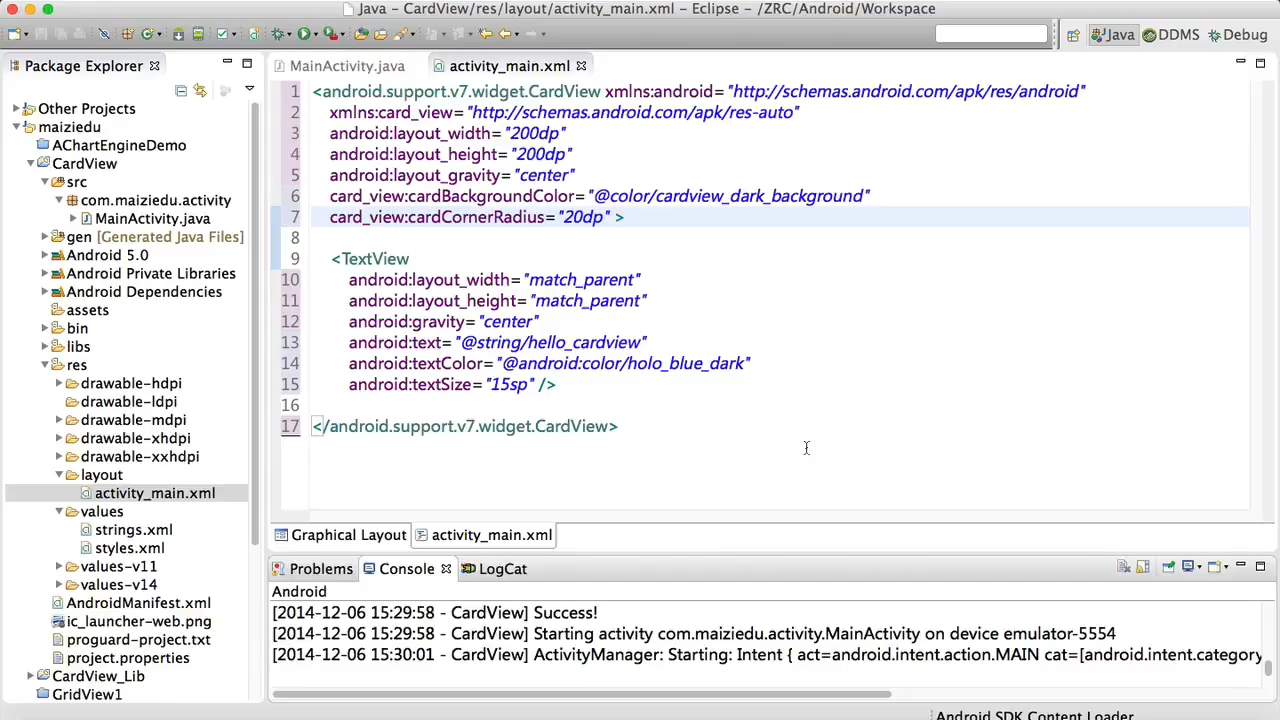 Java - CardView/res/layout/activity_main.xml - Eclipse - /ZRC/Android/Workspace
Java
DDMS
Debug
Package Explorer
MainActivity.java
activity_main.xml
Other Projects
maiziedu
AChartEngineDemo
CardView
src
com.maiziedu.activity
MainActivity.java
gen [Generated Java Files]
Android 5.0
Android Private Libraries
Android Dependencies
assets
bin
libs
res
drawable-hdpi
drawable-ldpi
drawable-mdpi
drawable-xhdpi
drawable-xxhdpi
layout
activity_main.xml
values
strings.xml
styles.xml
values-v11
values-v14
AndroidManifest.xml
ic_launcher-web.png
proguard-project.txt
project.properties
CardView_Lib
GridView1
1 <android.support.v7.widget.CardView xmlns:android="http://schemas.android.com/apk/res/android"
2 xmlns:card_view="http://schemas.android.com/apk/res-auto"
3 android:layout_width="200dp"
4 android:layout_height="200dp"
5 android:layout_gravity="center"
6 card_view:cardBackgroundColor="@color/cardview_dark_background"
7 card_view:cardCornerRadius="20dp" >
8
9 <TextView
10 android:layout_width="match_parent"
11 android:layout_height="match_parent"
12 android:gravity="center"
13 android:text="@string/hello_cardview"
14 android:textColor="@android:color/holo_blue_dark"
15 android:textSize="15sp" />
16
17 </android.support.v7.widget.CardView>
Graphical Layout
activity_main.xml
Problems
Console
LogCat
Android
[2014-12-06 15:29:58 - CardView] Success!
[2014-12-06 15:29:58 - CardView] Starting activity com.maiziedu.activity.MainActivity on device emulator-5554
[2014-12-06 15:30:01 - CardView] ActivityManager: Starting: Intent { act=android.intent.action.MAIN cat=[android.intent.category
Android SDK Content Loader